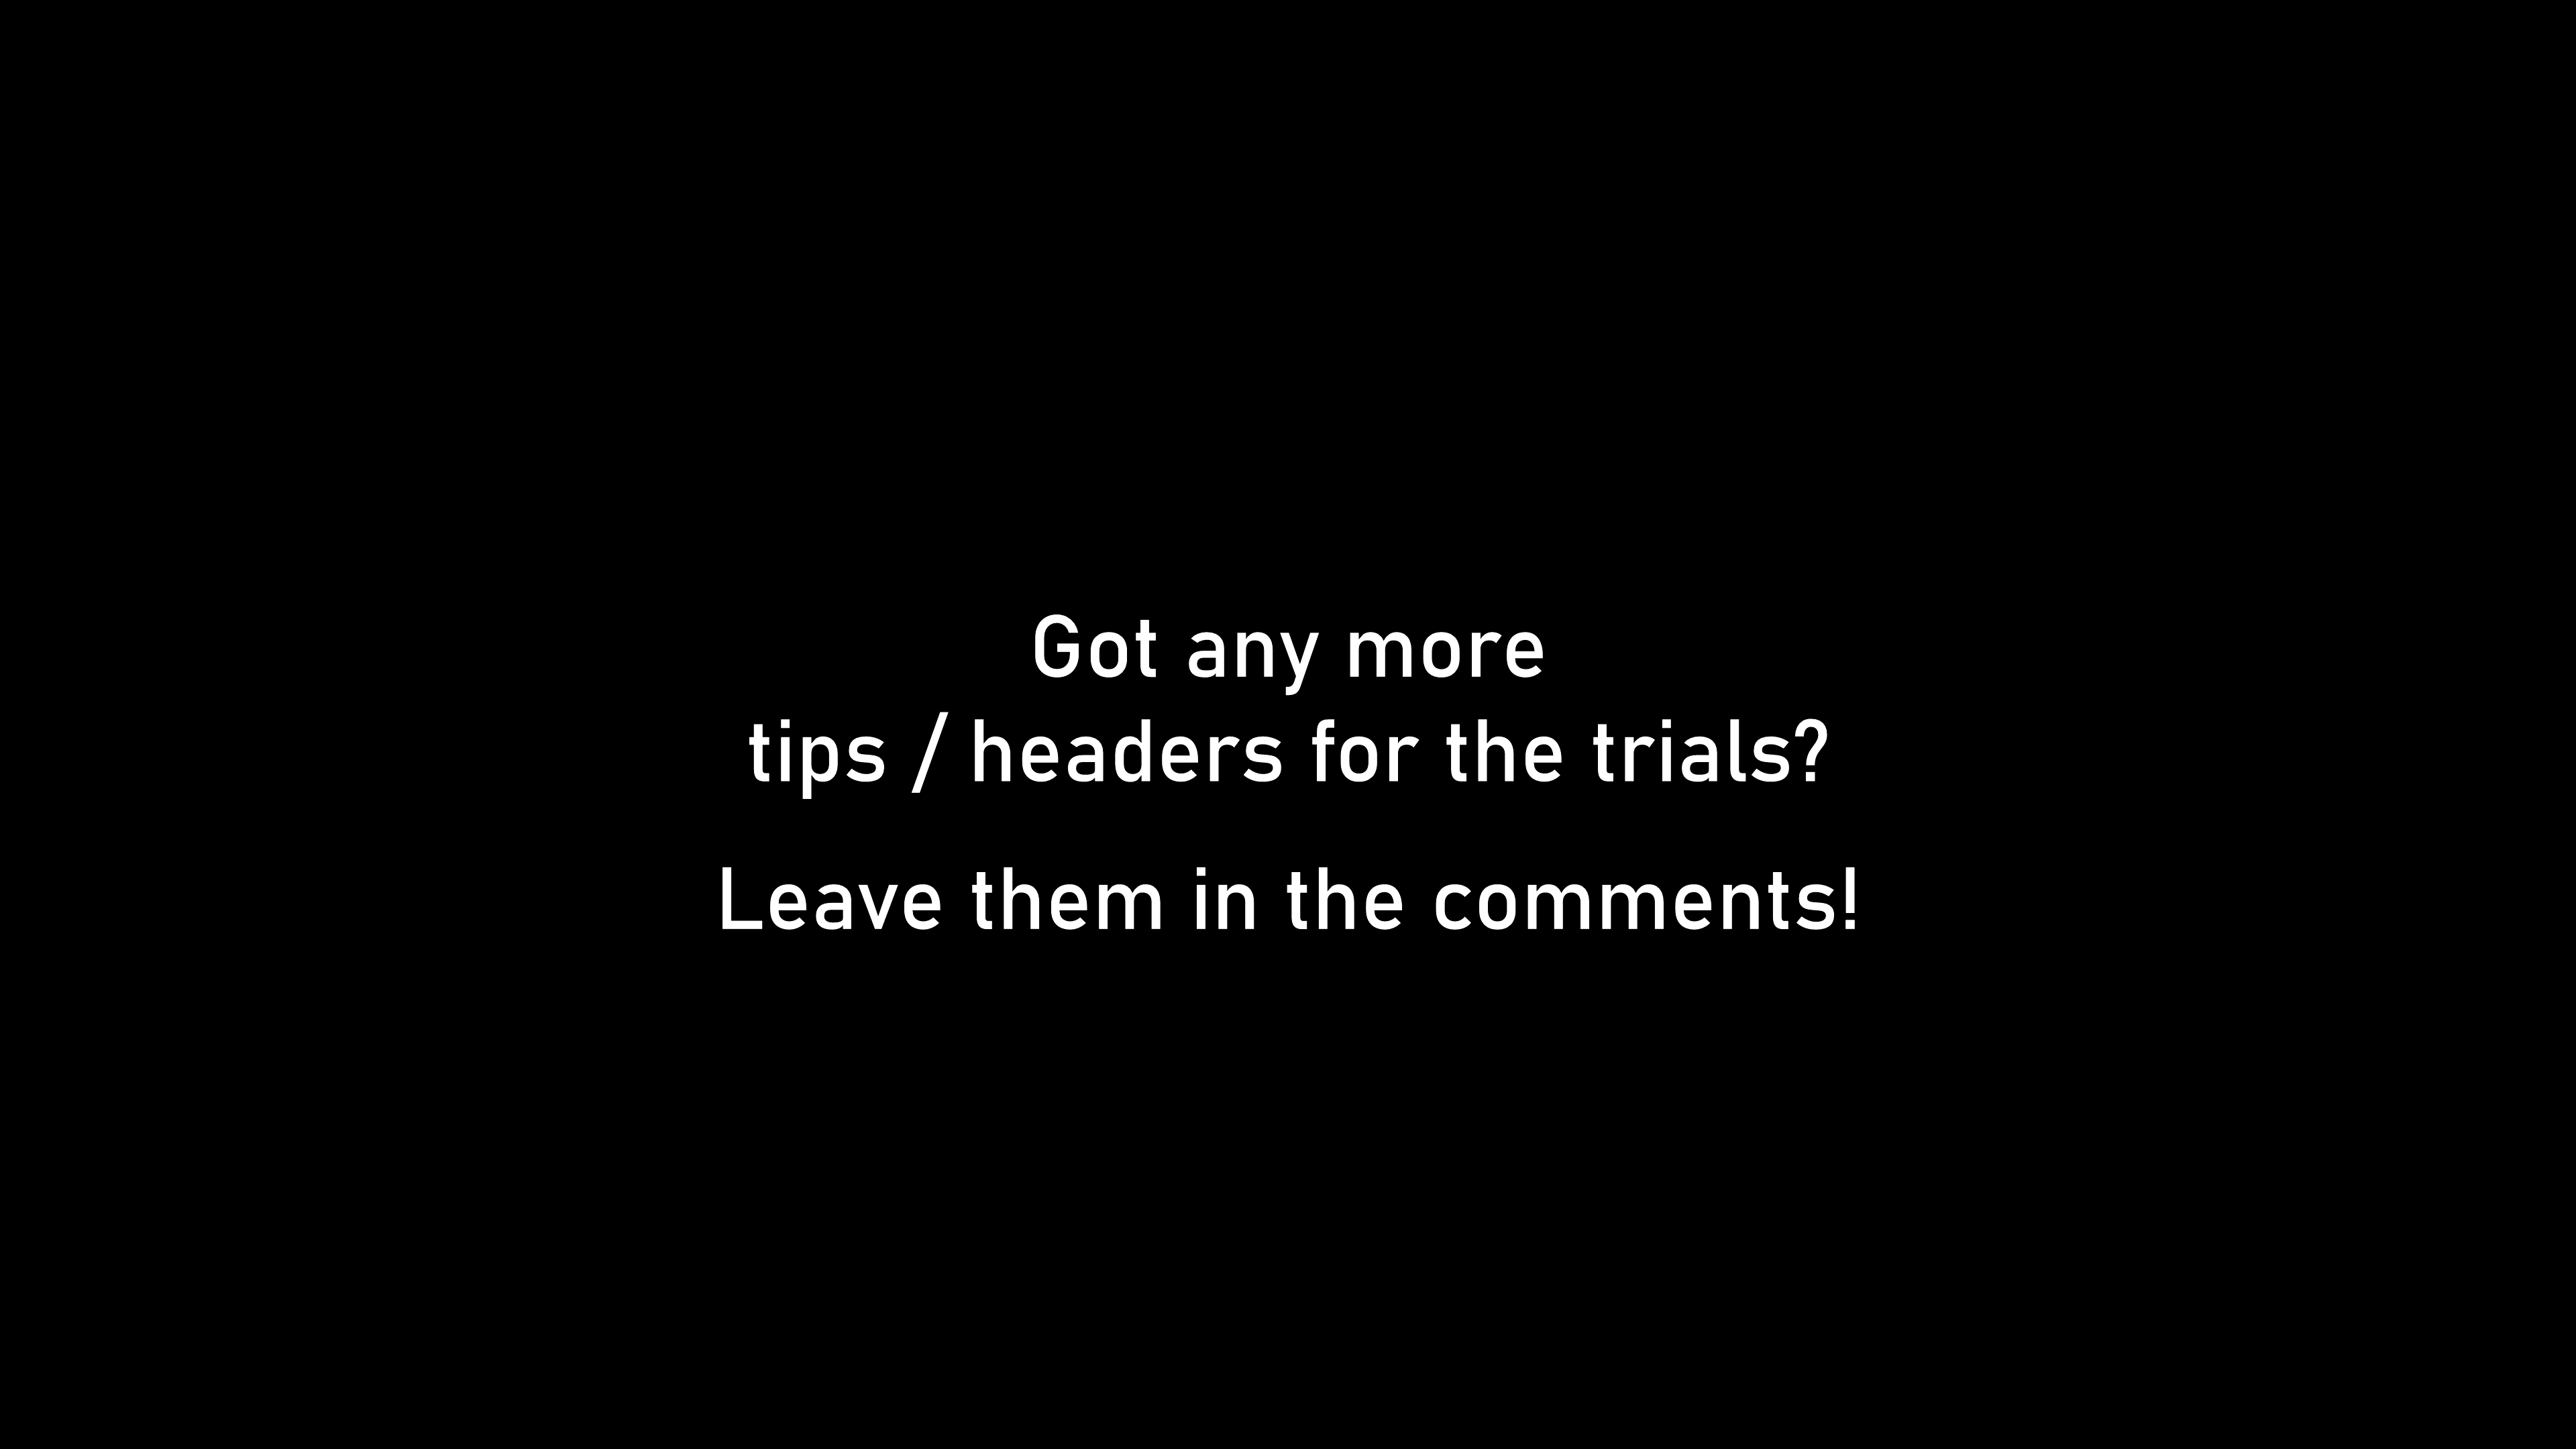 Got any more
tips / headers for the trials?
Leave them in the comments!